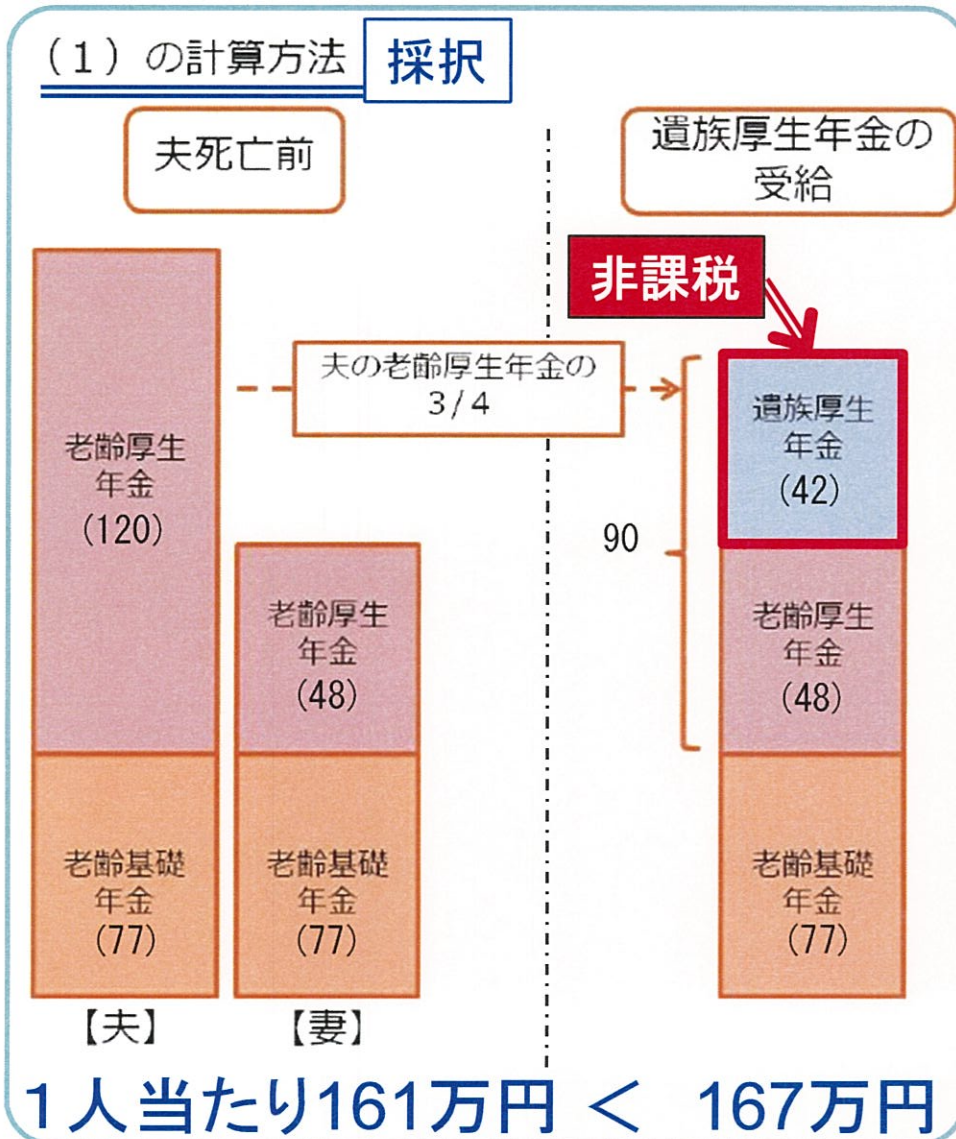 (1)の計算方法 採択
夫死亡前
遺族厚生年金の
受給
非課税
夫の老齢厚生年金の
3/4
老齢厚生
年金
(120)
老齢厚生
年金
(48)
90
遺族厚生
年金
(42)
老齢厚生
年金
(48)
老齢基礎
年金
(77)
老齢基礎
年金
(77)
老齢基礎
年金
(77)
【夫】 【妻】
1人当たり161万円 < 167万円